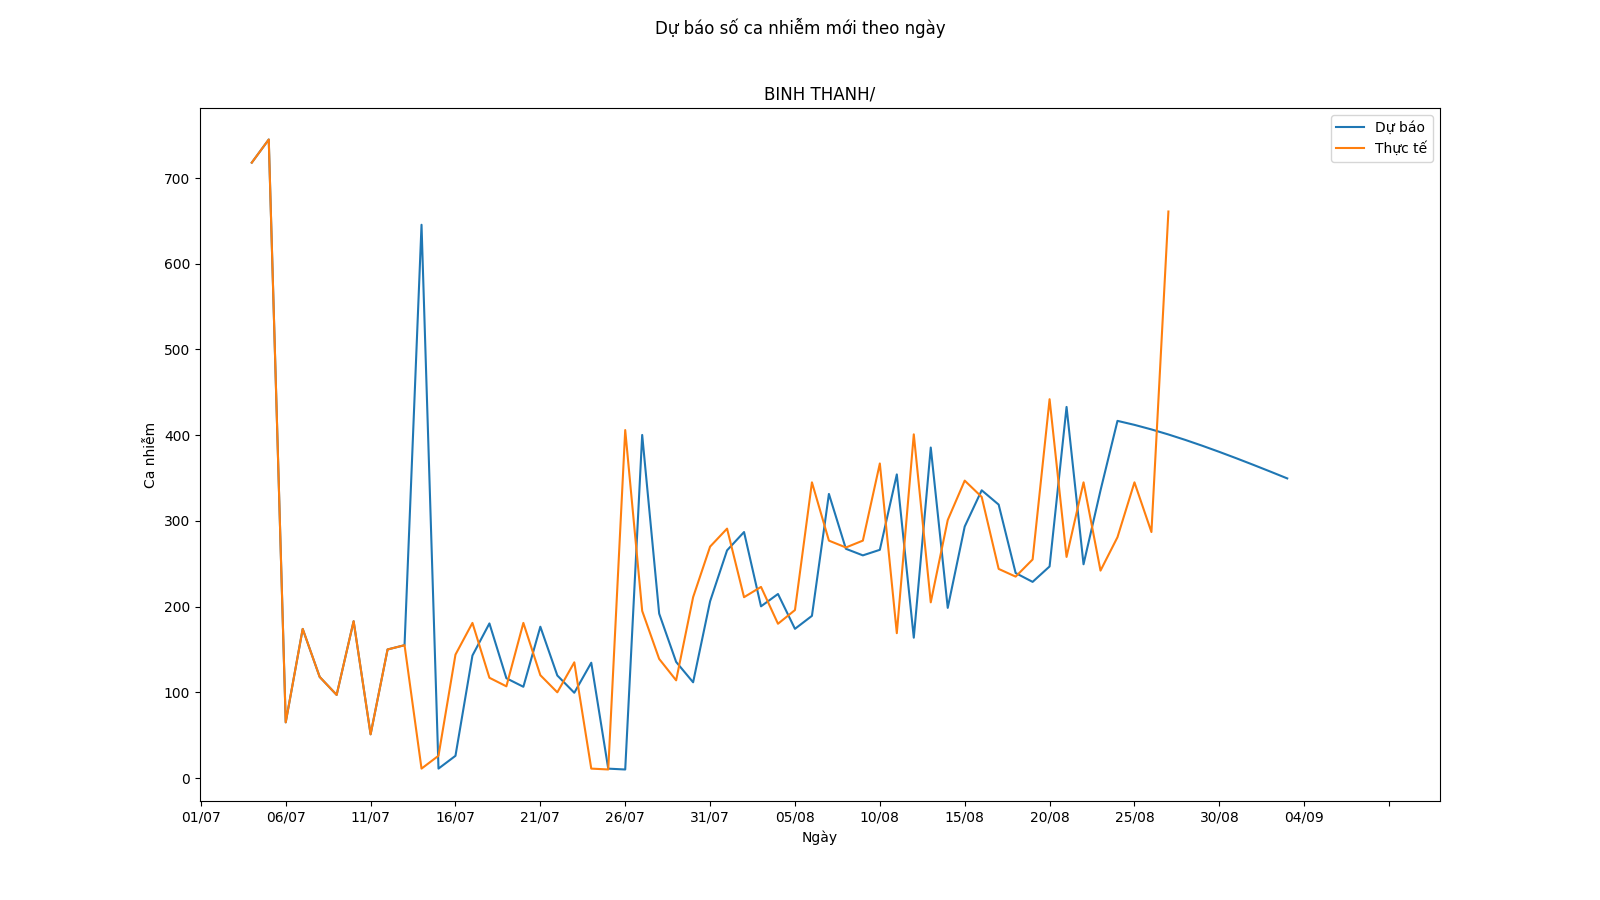 Dự báo số ca nhiễm mới theo ngày
BINH THANH/
Dự báo
Thực tế
700
600
500
400
300
200
100
0
Ca nhiễm
01/07 06/07 11/07 16/07 21/07 26/07 31/07 05/08 10/08 15/08 20/08 25/08 30/08 04/09
Ngày